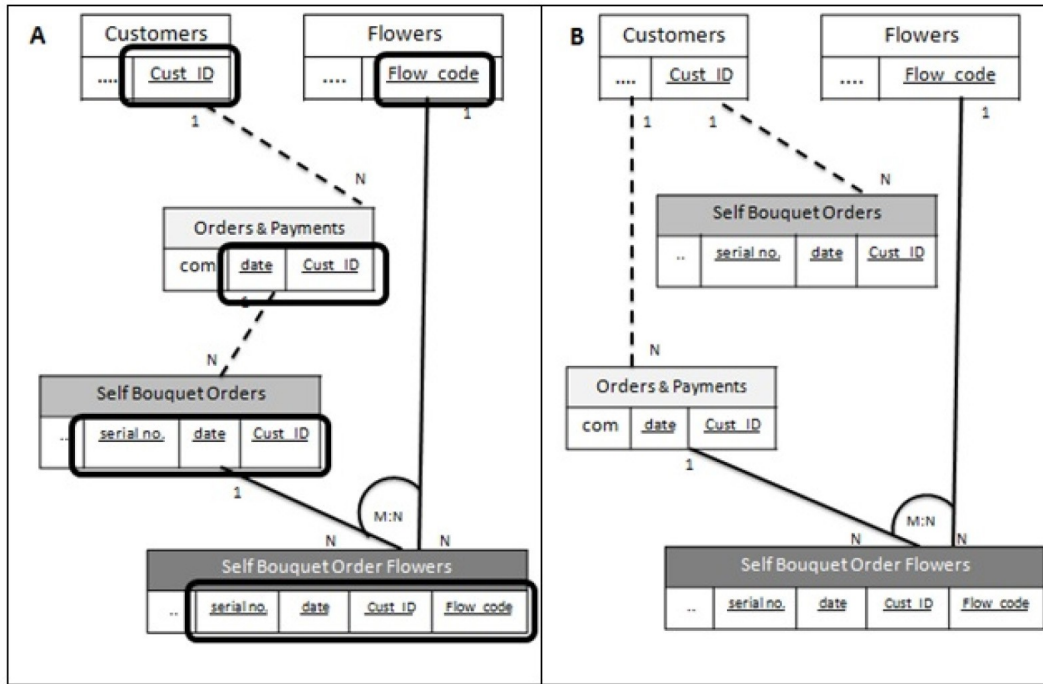 A
Customers
.... Cust_ID
Flowers
.... Flow_code
1
1
N
Orders & Payments
com date Cust_ID
1
N
Self Bouquet Orders
.. serial no. date Cust_ID
1
M:N
N N
Self Bouquet Order Flowers
.. serial no. date Cust_ID Flow_code
B
Customers
.... Cust_ID
Flowers
.... Flow_code
1 1
1
N
Self Bouquet Orders
.. serial no. date Cust_ID
N
Orders & Payments
com date Cust_ID
1
M:N
N N
Self Bouquet Order Flowers
.. serial no. date Cust_ID Flow_code